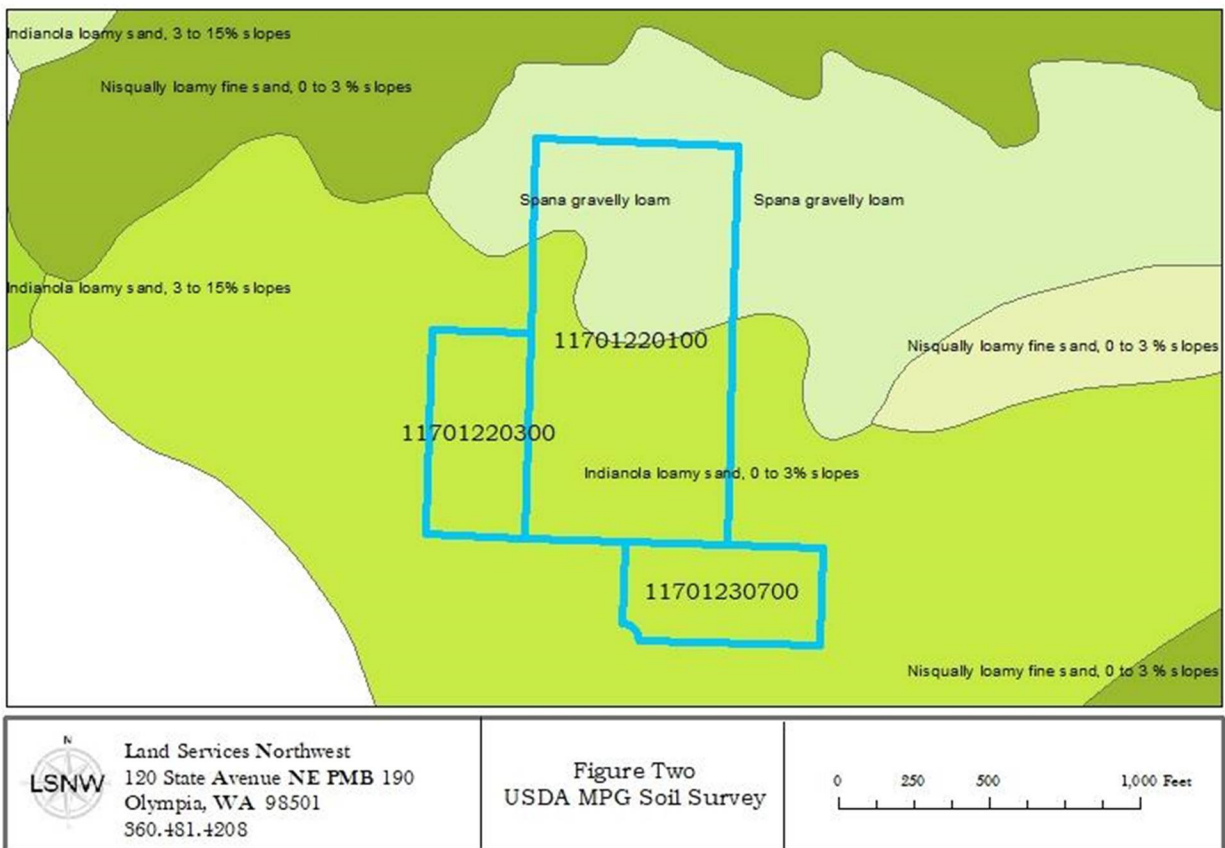 Indianola loamy sand, 3 to 15% slopes
Nisqually loamy fine sand, 0 to 3 % slopes
Spana gravelly loam
Spana gravelly loam
Indianola loamy sand, 3 to 15% slopes
11701220100
Nisqually loamy fine sand, 0 to 3 % slopes
11701220300
Indianola loamy sand, 0 to 3% slopes
11701230700
Nisqually loamy fine sand, 0 to 3 % slopes
N
LSNW
Land Services Northwest
120 State Avenue NE PMB 190
Olympia, WA 98501
360.481.4208
Figure Two
USDA MPG Soil Survey
0 250 500 1,000 Feet